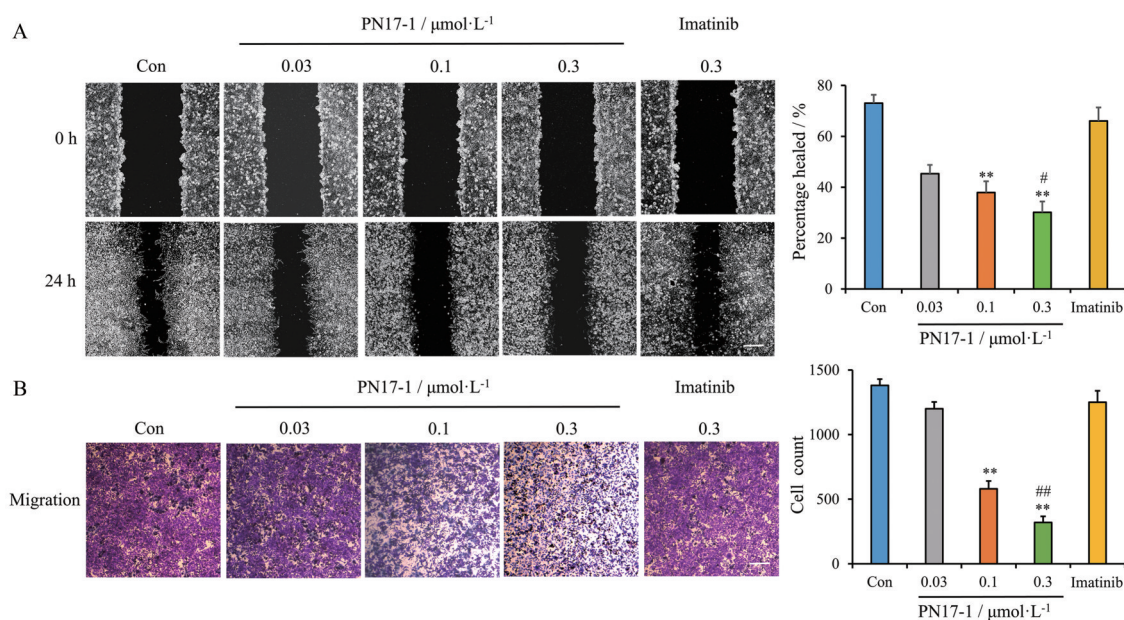 A
PN17-1 / μmol·L-1
Imatinib
Con
0.03
0.1
0.3
0.3
0 h
24 h
80
60
40
20
0
Percentage healed / %
**
#
**
Con
0.03
0.1
0.3
Imatinib
PN17-1 / μmol·L-1
B
PN17-1 / μmol·L-1
Imatinib
Con
0.03
0.1
0.3
0.3
Migration
1500
1000
500
0
Cell count
**
##
**
Con
0.03
0.1
0.3
Imatinib
PN17-1 / μmol·L-1